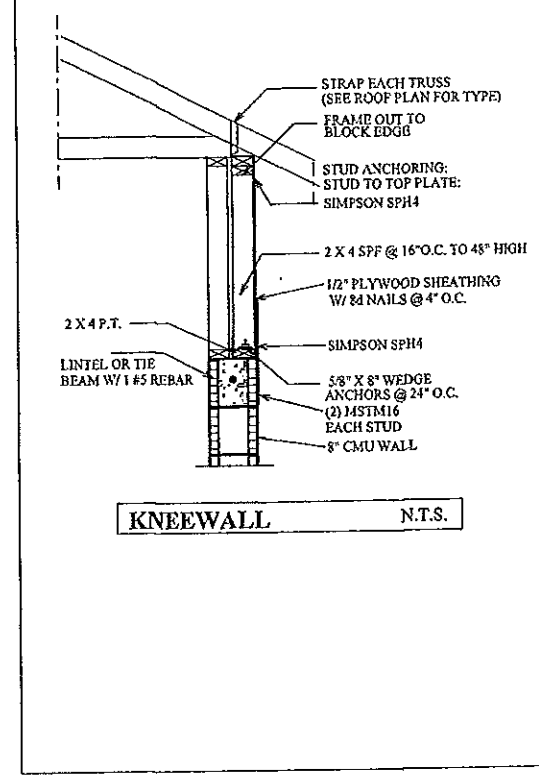 STRAP EACH TRUSS
(SEE ROOF PLAN FOR TYPE)
FRAME OUT TO
BLOCK EDGE
STUD ANCHORING:
STUD TO TOP PLATE:
SIMPSON SPH4
2 X 4 SPF @ 16"O.C. TO 48" HIGH
1/2" PLYWOOD SHEATHING
W/ 8d NAILS @ 4" O.C.
2 X 4 P.T.
SIMPSON SPH4
LINTEL OR TIE
BEAM W/ 1 #5 REBAR
5/8" X 8" WEDGE
ANCHORS @ 24" O.C.
(2) MSTM16
EACH STUD
8" CMU WALL
KNEEWALL N.T.S.